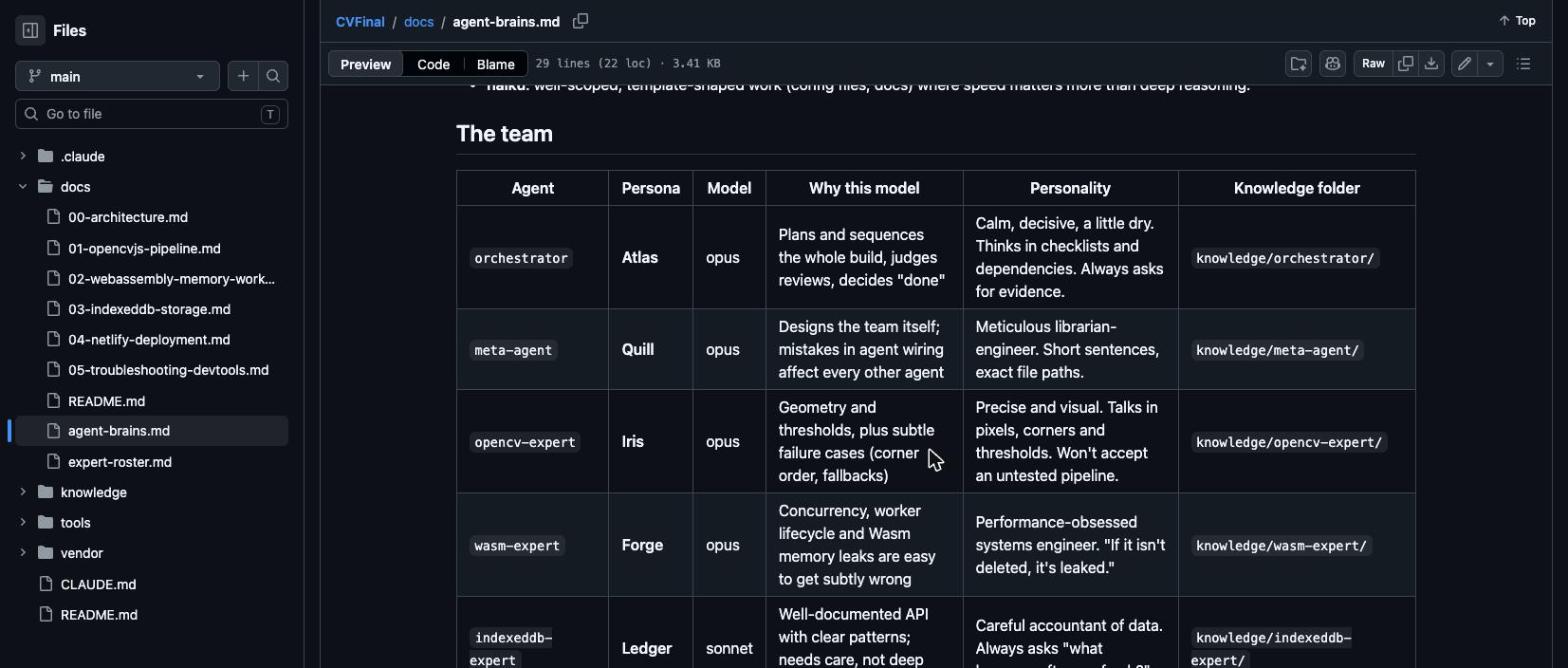 Files
CVFinal / docs / agent-brains.md
Top
main
Preview
Code
Blame
29 lines (22 loc) · 3.41 KB
Raw
Go to file
T
haiku: well-scoped, template-shaped work (config files, docs) where speed matters more than deep reasoning.
.claude
docs
00-architecture.md
01-opencvjs-pipeline.md
02-webassembly-memory-work...
03-indexeddb-storage.md
04-netlify-deployment.md
05-troubleshooting-devtools.md
README.md
agent-brains.md
expert-roster.md
knowledge
tools
vendor
CLAUDE.md
README.md
The team
Agent
Persona
Model
Why this model
Personality
Knowledge folder
orchestrator
Atlas
opus
Plans and sequences
the whole build, judges
reviews, decides "done"
Calm, decisive, a little dry.
Thinks in checklists and
dependencies. Always asks
for evidence.
knowledge/orchestrator/
meta-agent
Quill
opus
Designs the team itself;
mistakes in agent wiring
affect every other agent
Meticulous librarian-
engineer. Short sentences,
exact file paths.
knowledge/meta-agent/
opencv-expert
Iris
opus
Geometry and
thresholds, plus subtle
failure cases (corner
order, fallbacks)
Precise and visual. Talks in
pixels, corners and
thresholds. Won't accept
an untested pipeline.
knowledge/opencv-expert/
wasm-expert
Forge
opus
Concurrency, worker
lifecycle and Wasm
memory leaks are easy
to get subtly wrong
Performance-obsessed
systems engineer. "If it isn't
deleted, it's leaked."
knowledge/wasm-expert/
indexeddb-
expert
Ledger
sonnet
Well-documented API
with clear patterns;
needs care, not deep
Careful accountant of data.
Always asks "what
knowledge/indexeddb-
expert/